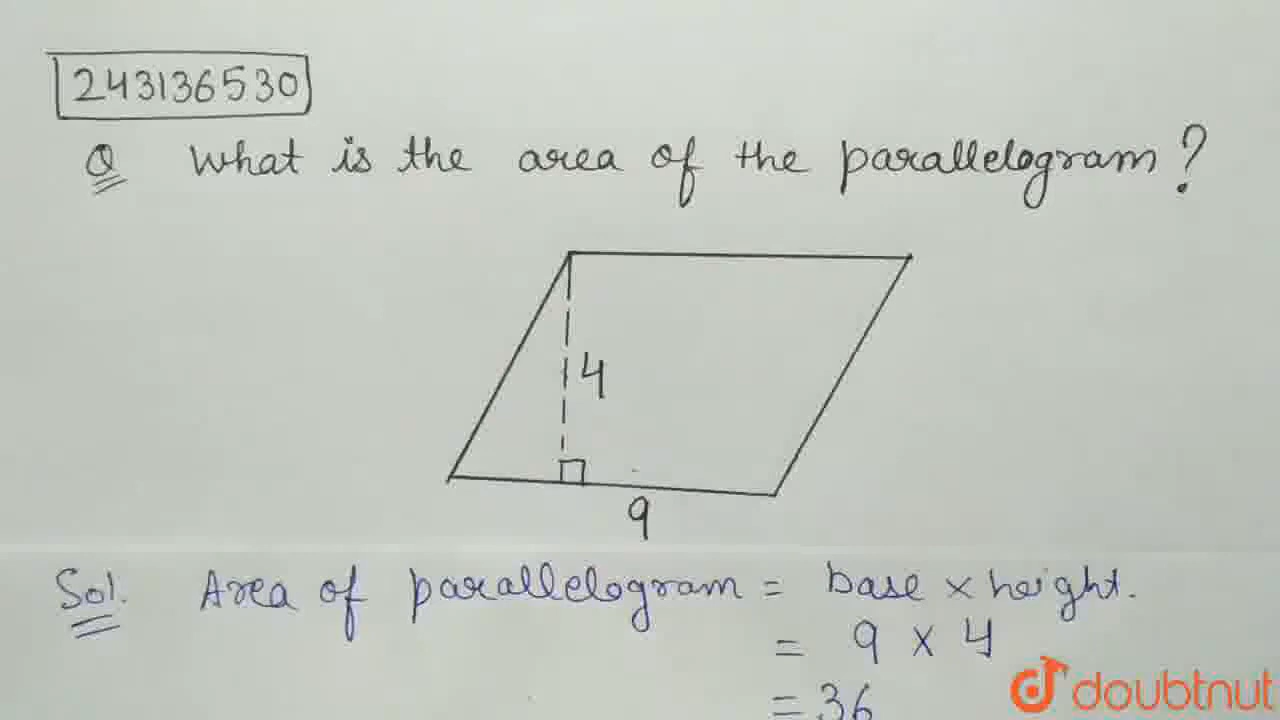 243136530
Q What is the area of the parallelogram?
4
9
Sol. Area of parallelogram = base × height.
= 9 × 4
= 36
doubtnut